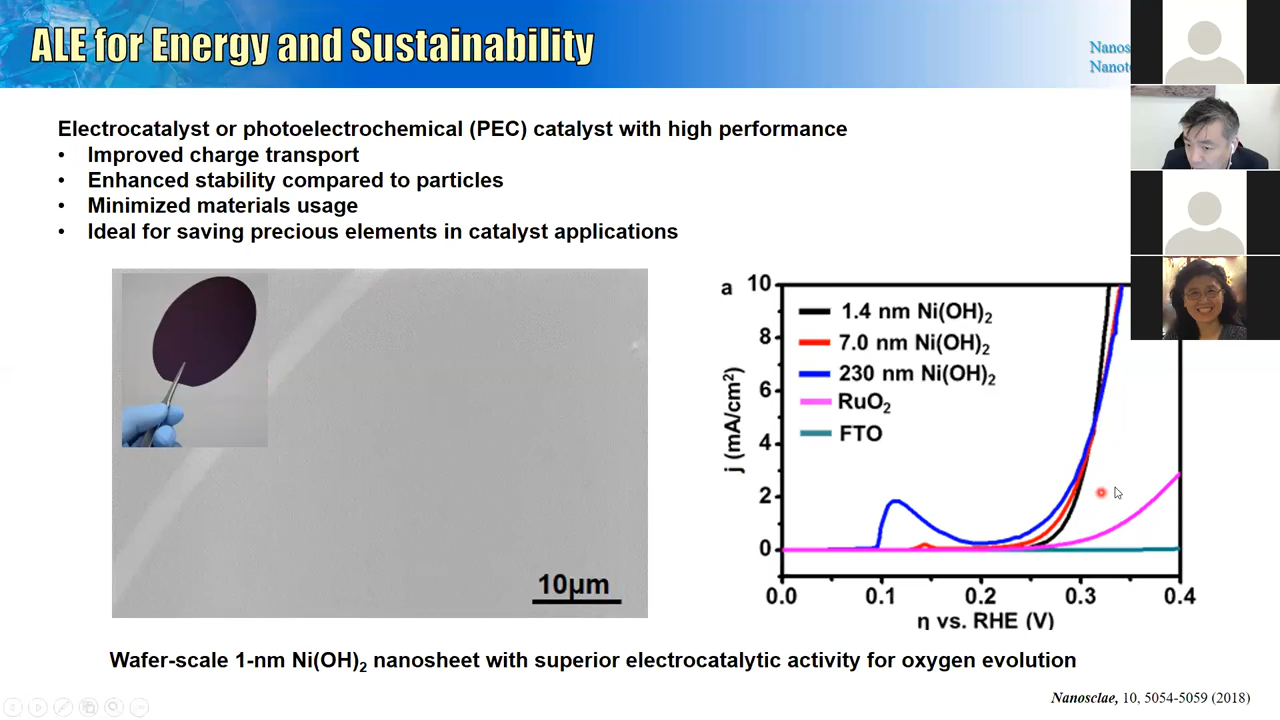 ALE for Energy and Sustainability
Electrocatalyst or photoelectrochemical (PEC) catalyst with high performance
• Improved charge transport
• Enhanced stability compared to particles
• Minimized materials usage
• Ideal for saving precious elements in catalyst applications
10μm
a
10
8
6
4
2
0
j (mA/cm²)
1.4 nm Ni(OH)₂
7.0 nm Ni(OH)₂
230 nm Ni(OH)₂
RuO₂
FTO
0.0 0.1 0.2 0.3 0.4
η vs. RHE (V)
Wafer-scale 1-nm Ni(OH)₂ nanosheet with superior electrocatalytic activity for oxygen evolution
Nanosclae, 10, 5054-5059 (2018)